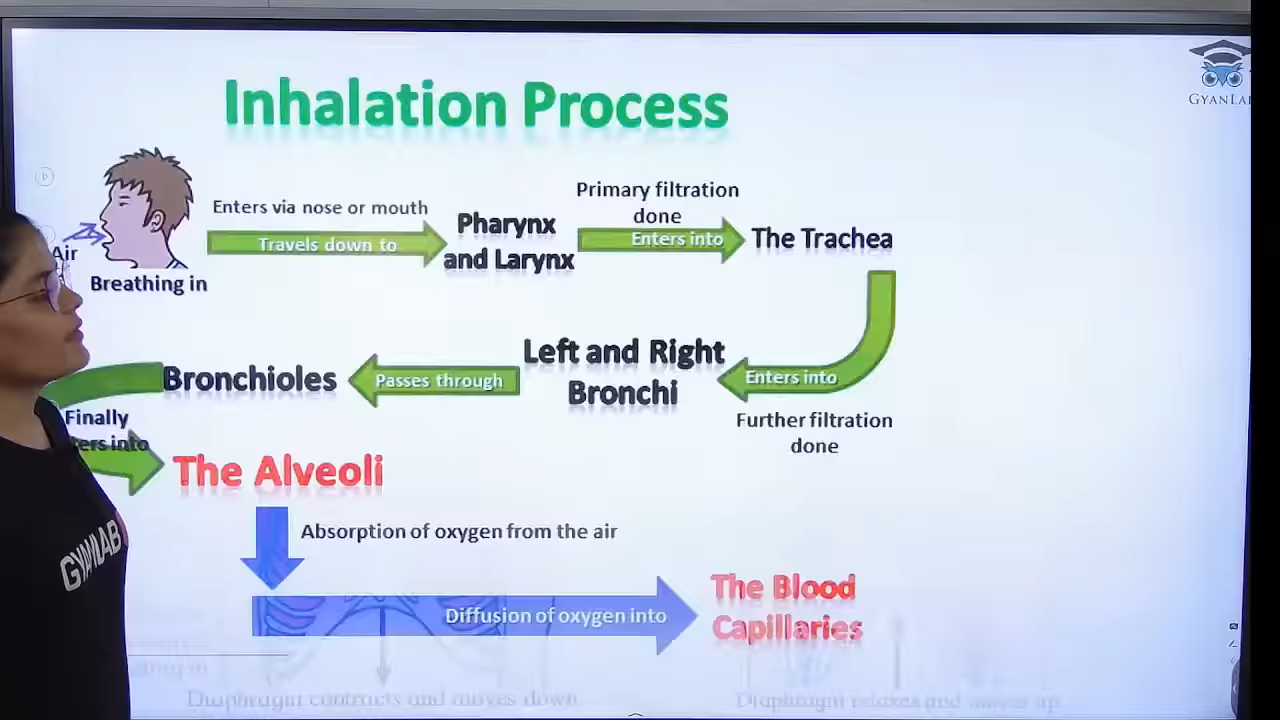 Inhalation Process
GYANLAB
Enters via nose or mouth
Travels down to
Pharynx
and Larynx
Primary filtration
done
Enters into
The Trachea
Air
Breathing in
Left and Right
Bronchi
Enters into
Further filtration
done
Passes through
Bronchioles
Finally
ers into
The Alveoli
Absorption of oxygen from the air
Diffusion of oxygen into
The Blood
Capillaries
GYANLAB
Diaphragm contracts and moves down
Diaphragm relaxes and moves up